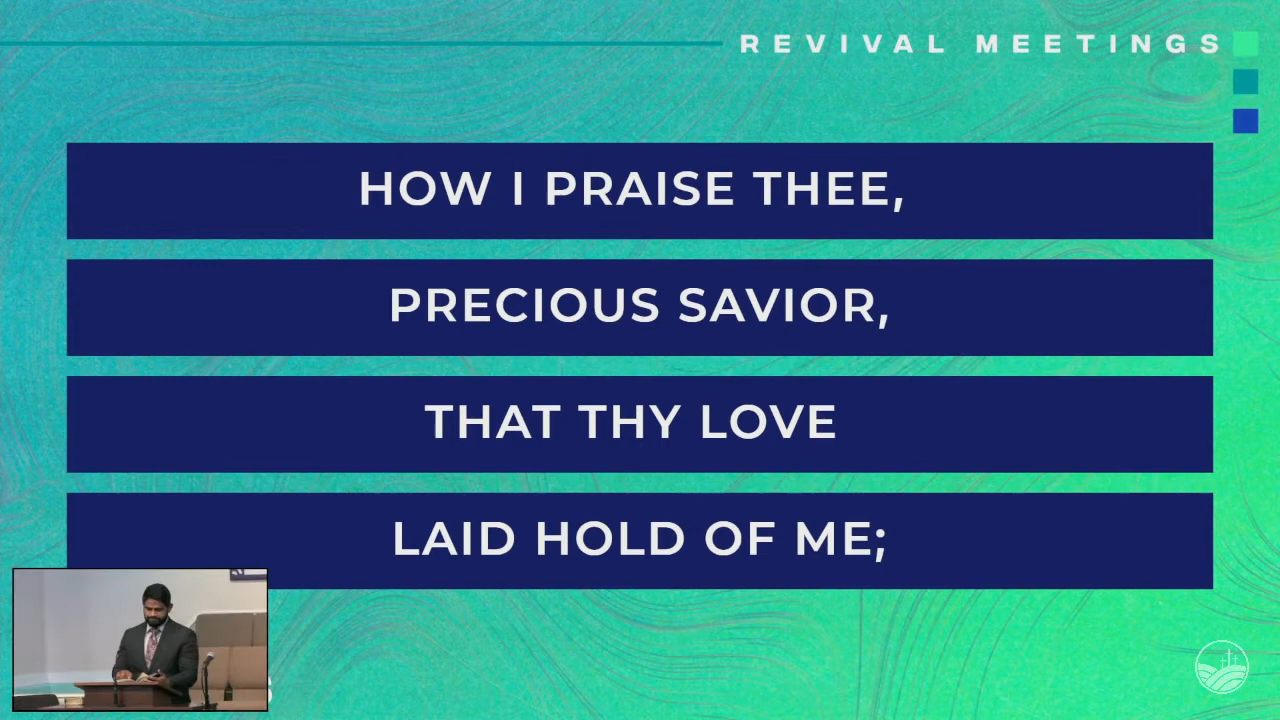 REVIVAL MEETINGS
HOW I PRAISE THEE,
PRECIOUS SAVIOR,
THAT THY LOVE
LAID HOLD OF ME;